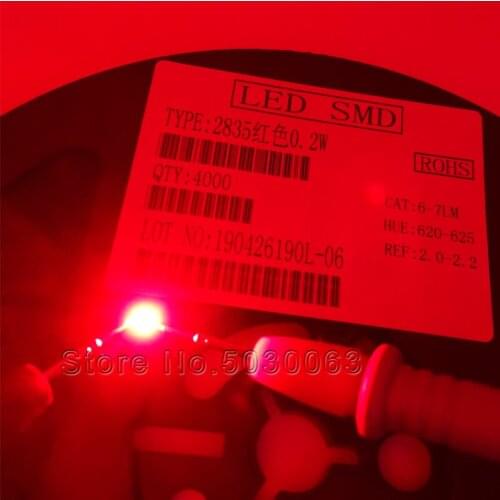 LED SMD
TYPE:2835红色0.2W
ROHS
QTY:4000
CAT:6-7LM
HUE:620-625
LOT NO:190426190L-06
REF:2.0-2.2
Store No.5030063